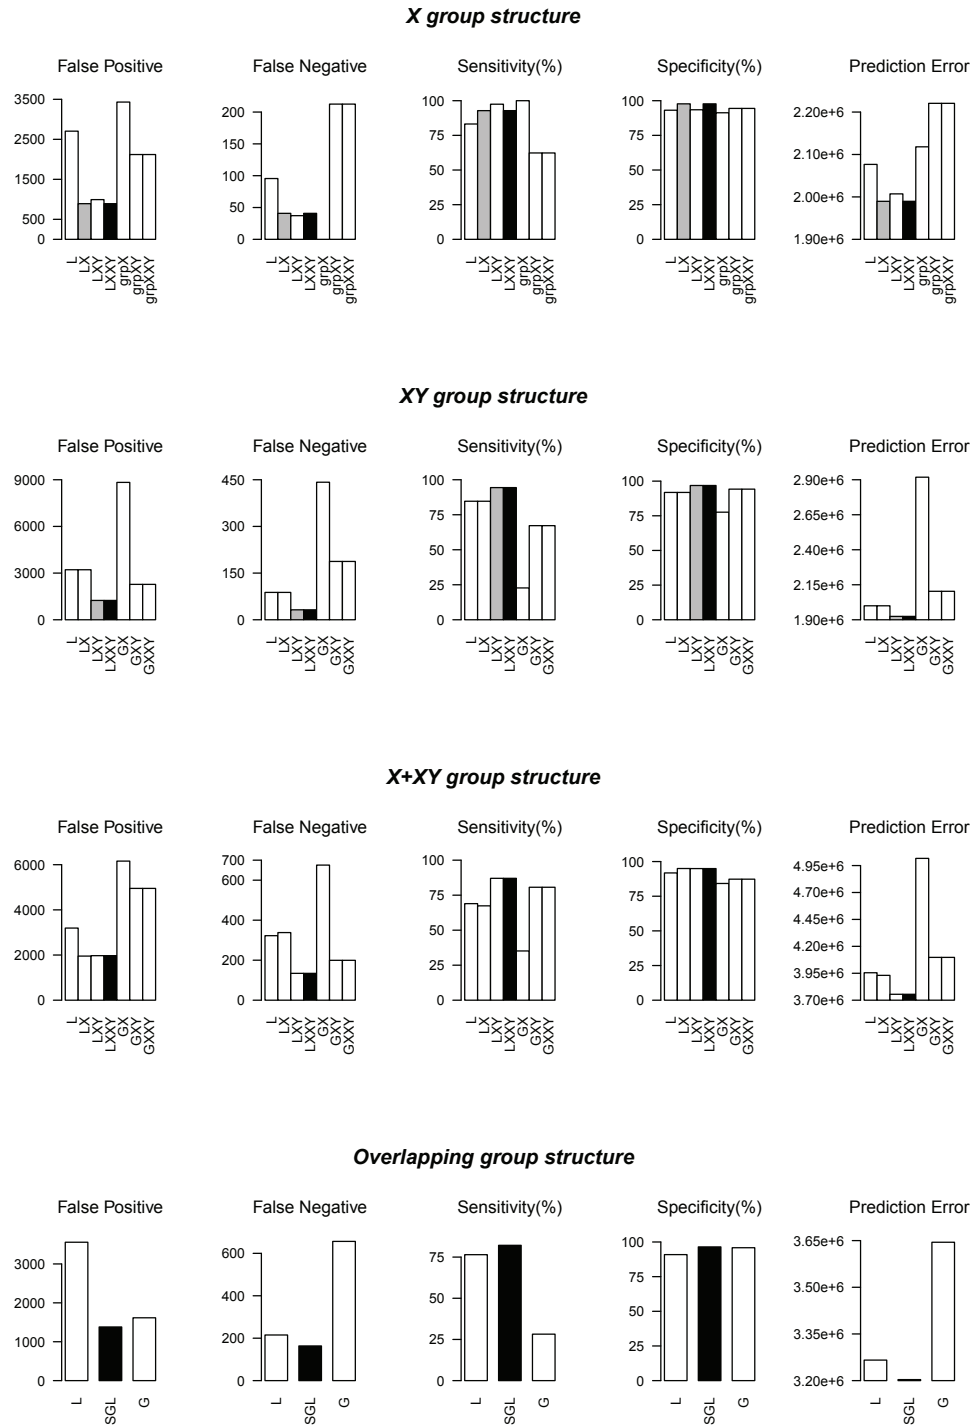 X group structure
False Positive False Negative Sensitivity(%) Specificity(%) Prediction Error
3500 2500 1500 500 0
200 150 100 50 0
100 75 50 25 0
100 75 50 25 0
2.20e+6 2.10e+6 2.00e+6 1.90e+6
L LX LXY LXXY grpX grpXY grpXXY
L LX LXY LXXY grpX grpXY grpXXY
L LX LXY LXXY grpX grpXY grpXXY
L LX LXY LXXY grpX grpXY grpXXY
L LX LXY LXXY grpX grpXY grpXXY
XY group structure
False Positive False Negative Sensitivity(%) Specificity(%) Prediction Error
9000 6000 3000 0
450 300 150 0
100 75 50 25 0
100 75 50 25 0
2.90e+6 2.65e+6 2.40e+6 2.15e+6 1.90e+6
L LX LXY LXXY GX GXY GXXY
L LX LXY LXXY GX GXY GXXY
L LX LXY LXXY GX GXY GXXY
L LX LXY LXXY GX GXY GXXY
L LX LXY LXXY GX GXY GXXY
X+XY group structure
False Positive False Negative Sensitivity(%) Specificity(%) Prediction Error
6000 4000 2000 0
700 600 400 200 0
100 75 50 25 0
100 75 50 25 0
4.95e+6 4.70e+6 4.45e+6 4.20e+6 3.95e+6 3.70e+6
L LX LXY LXXY GX GXY GXXY
L LX LXY LXXY GX GXY GXXY
L LX LXY LXXY GX GXY GXXY
L LX LXY LXXY GX GXY GXXY
L LX LXY LXXY GX GXY GXXY
Overlapping group structure
False Positive False Negative Sensitivity(%) Specificity(%) Prediction Error
3000 2000 1000 0
600 400 200 0
75 50 25 0
100 75 50 25 0
3.65e+6 3.50e+6 3.35e+6 3.20e+6
L SGL G
L SGL G
L SGL G
L SGL G
L SGL G